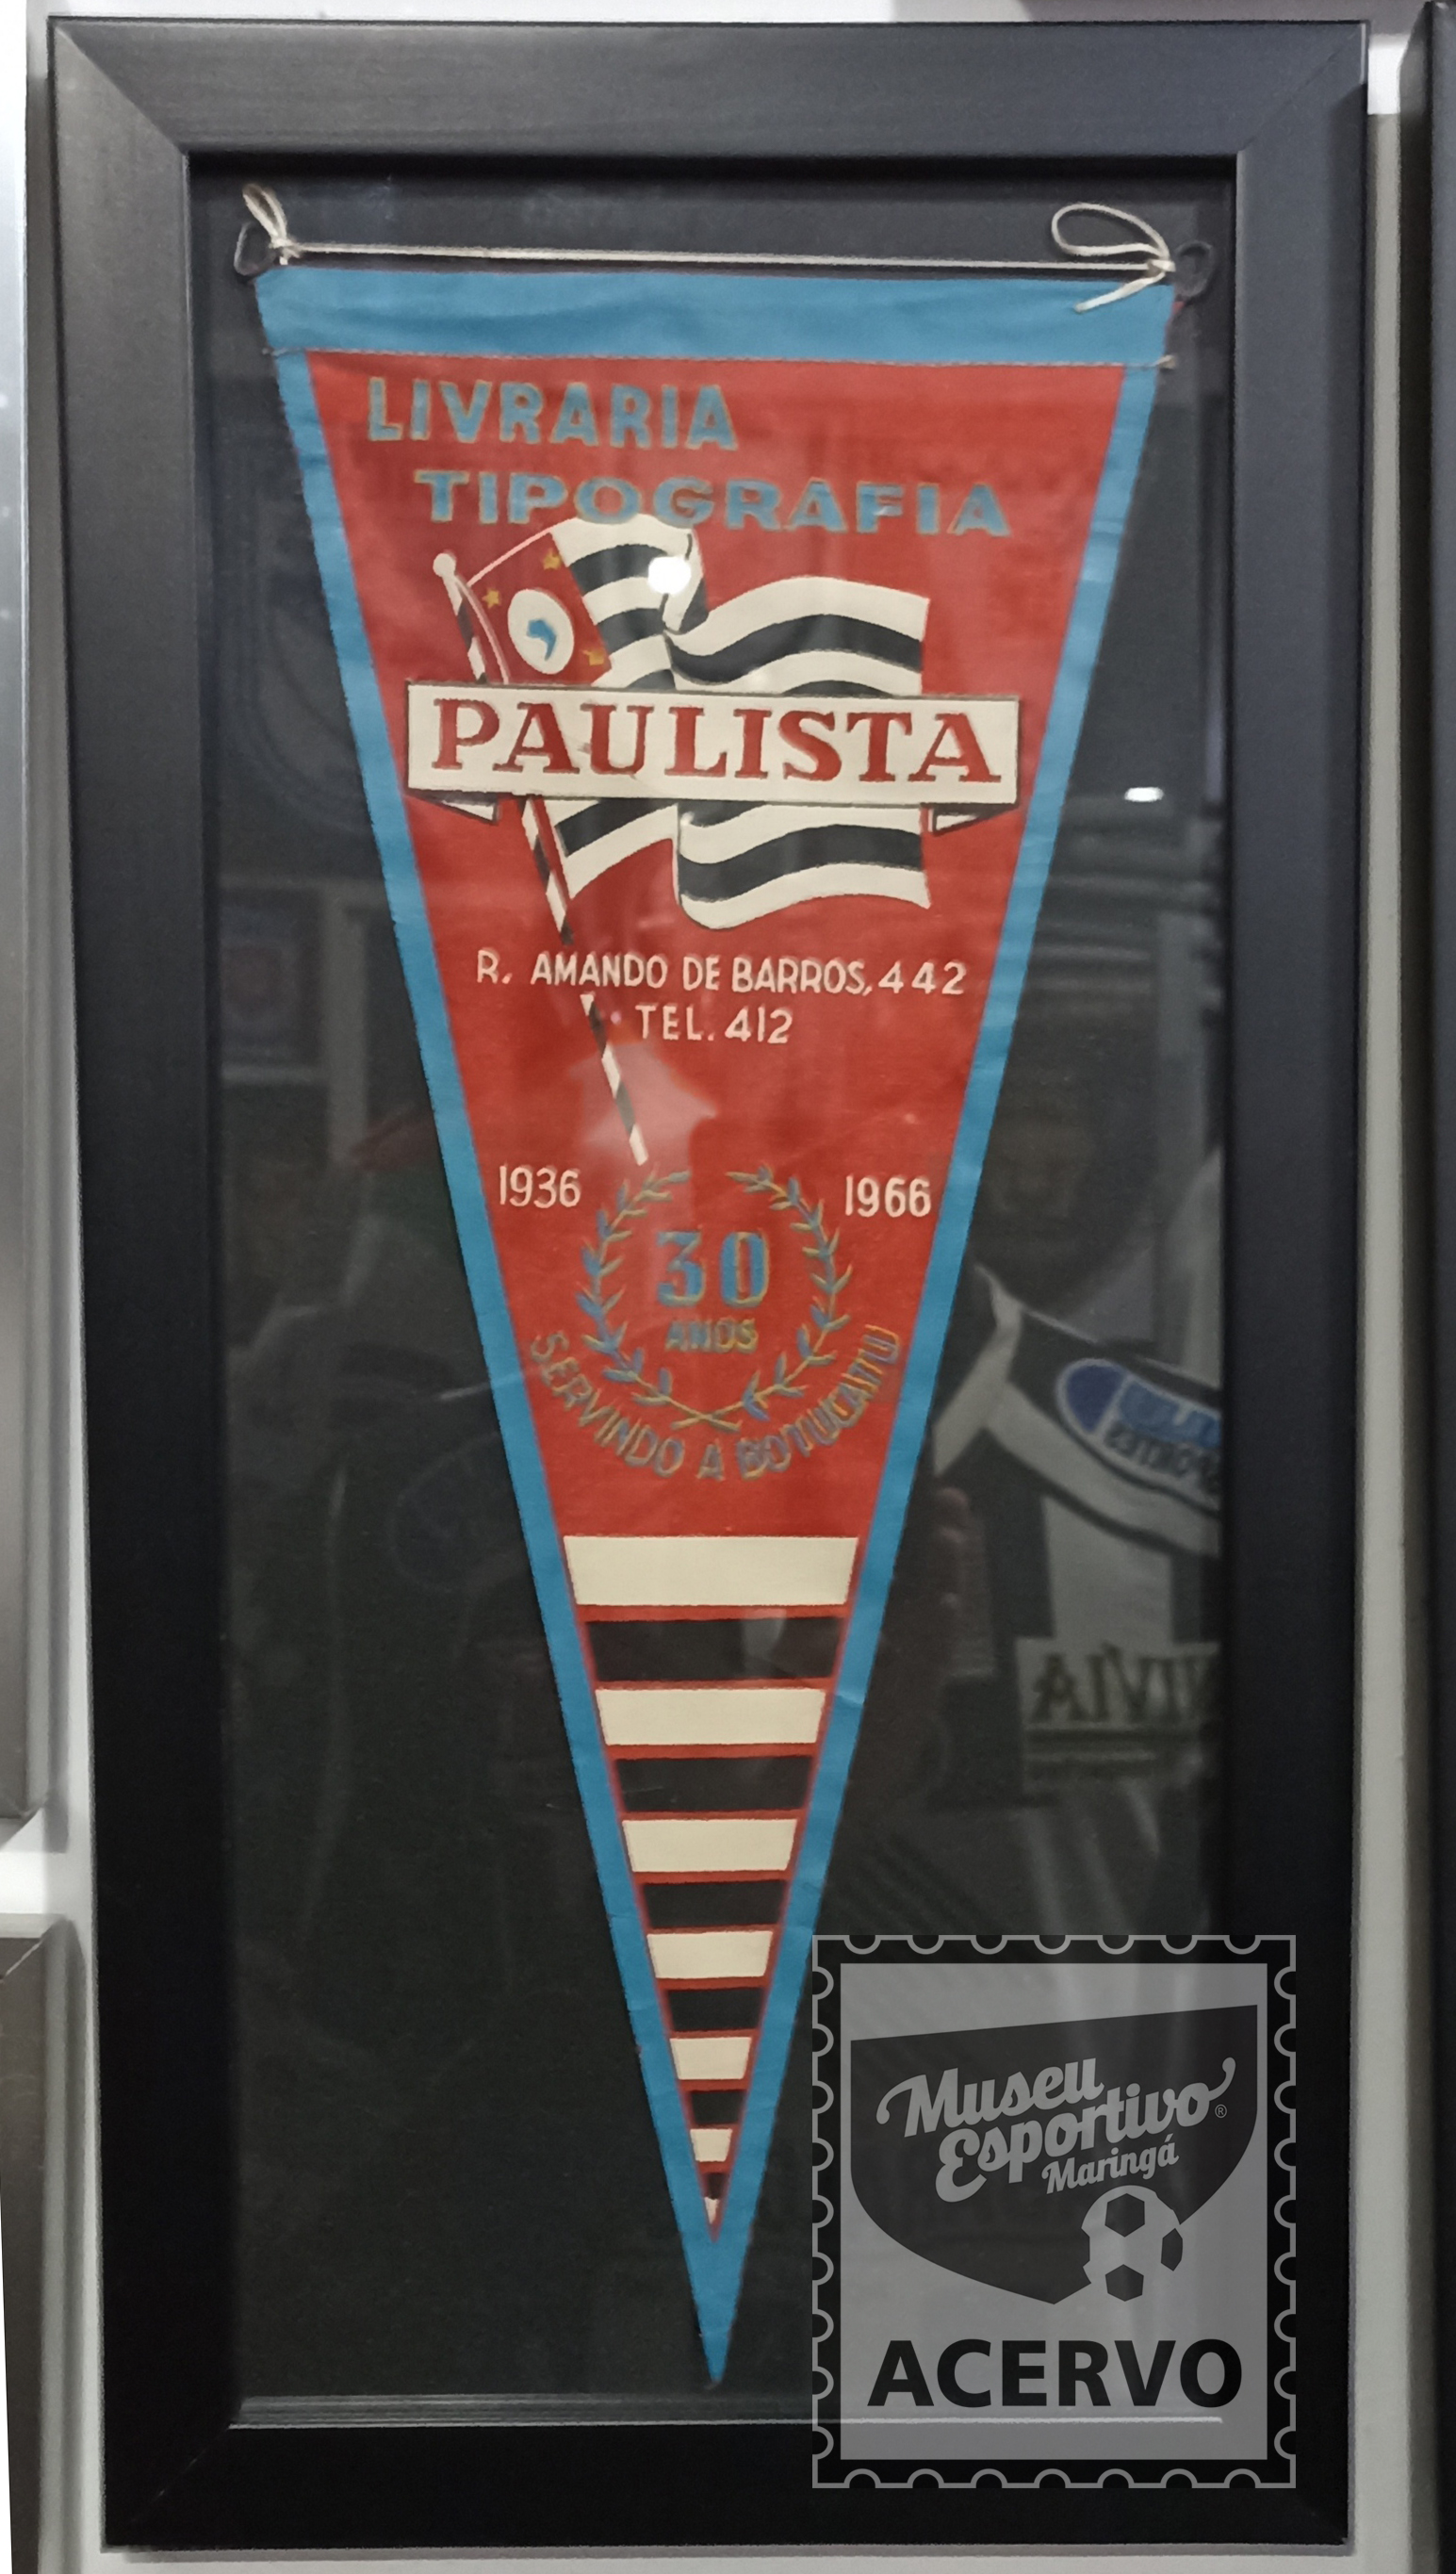 LIVRARIA
TIPOGRAFIA
PAULISTA
R. AMANDO DE BARROS, 442
TEL. 412
1936
1966
30
ANOS
SERVINDO A BOTUCATU
Museu
Esportivo®
Maringá
ACERVO